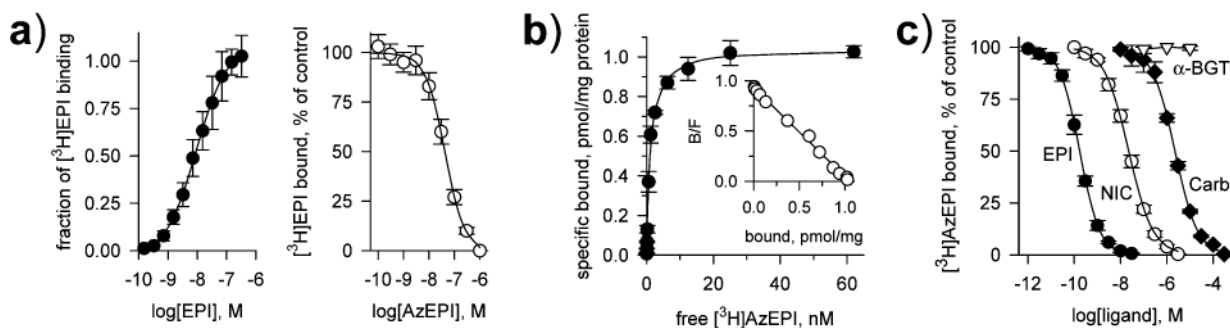 a)
fraction of [³H]EPI binding
1.00
0.75
0.50
0.25
0.00
-10 -9 -8 -7 -6 -5
log[EPI], M
[³H]EPI bound, % of control
100
75
50
25
0
-10 -9 -8 -7 -6
log[AzEPI], M
b)
specific bound, pmol/mg protein
1.0
0.8
0.6
0.4
0.2
0.0
0 20 40 60
free [³H]AzEPI, nM
B/F
1.0
0.5
0.0
0.0 0.5 1.0
bound, pmol/mg
c)
[³H]AzEPI bound, % of control
100
75
50
25
0
α-BGT
EPI
NIC
Carb
-12 -10 -8 -6 -4
log[ligand], M